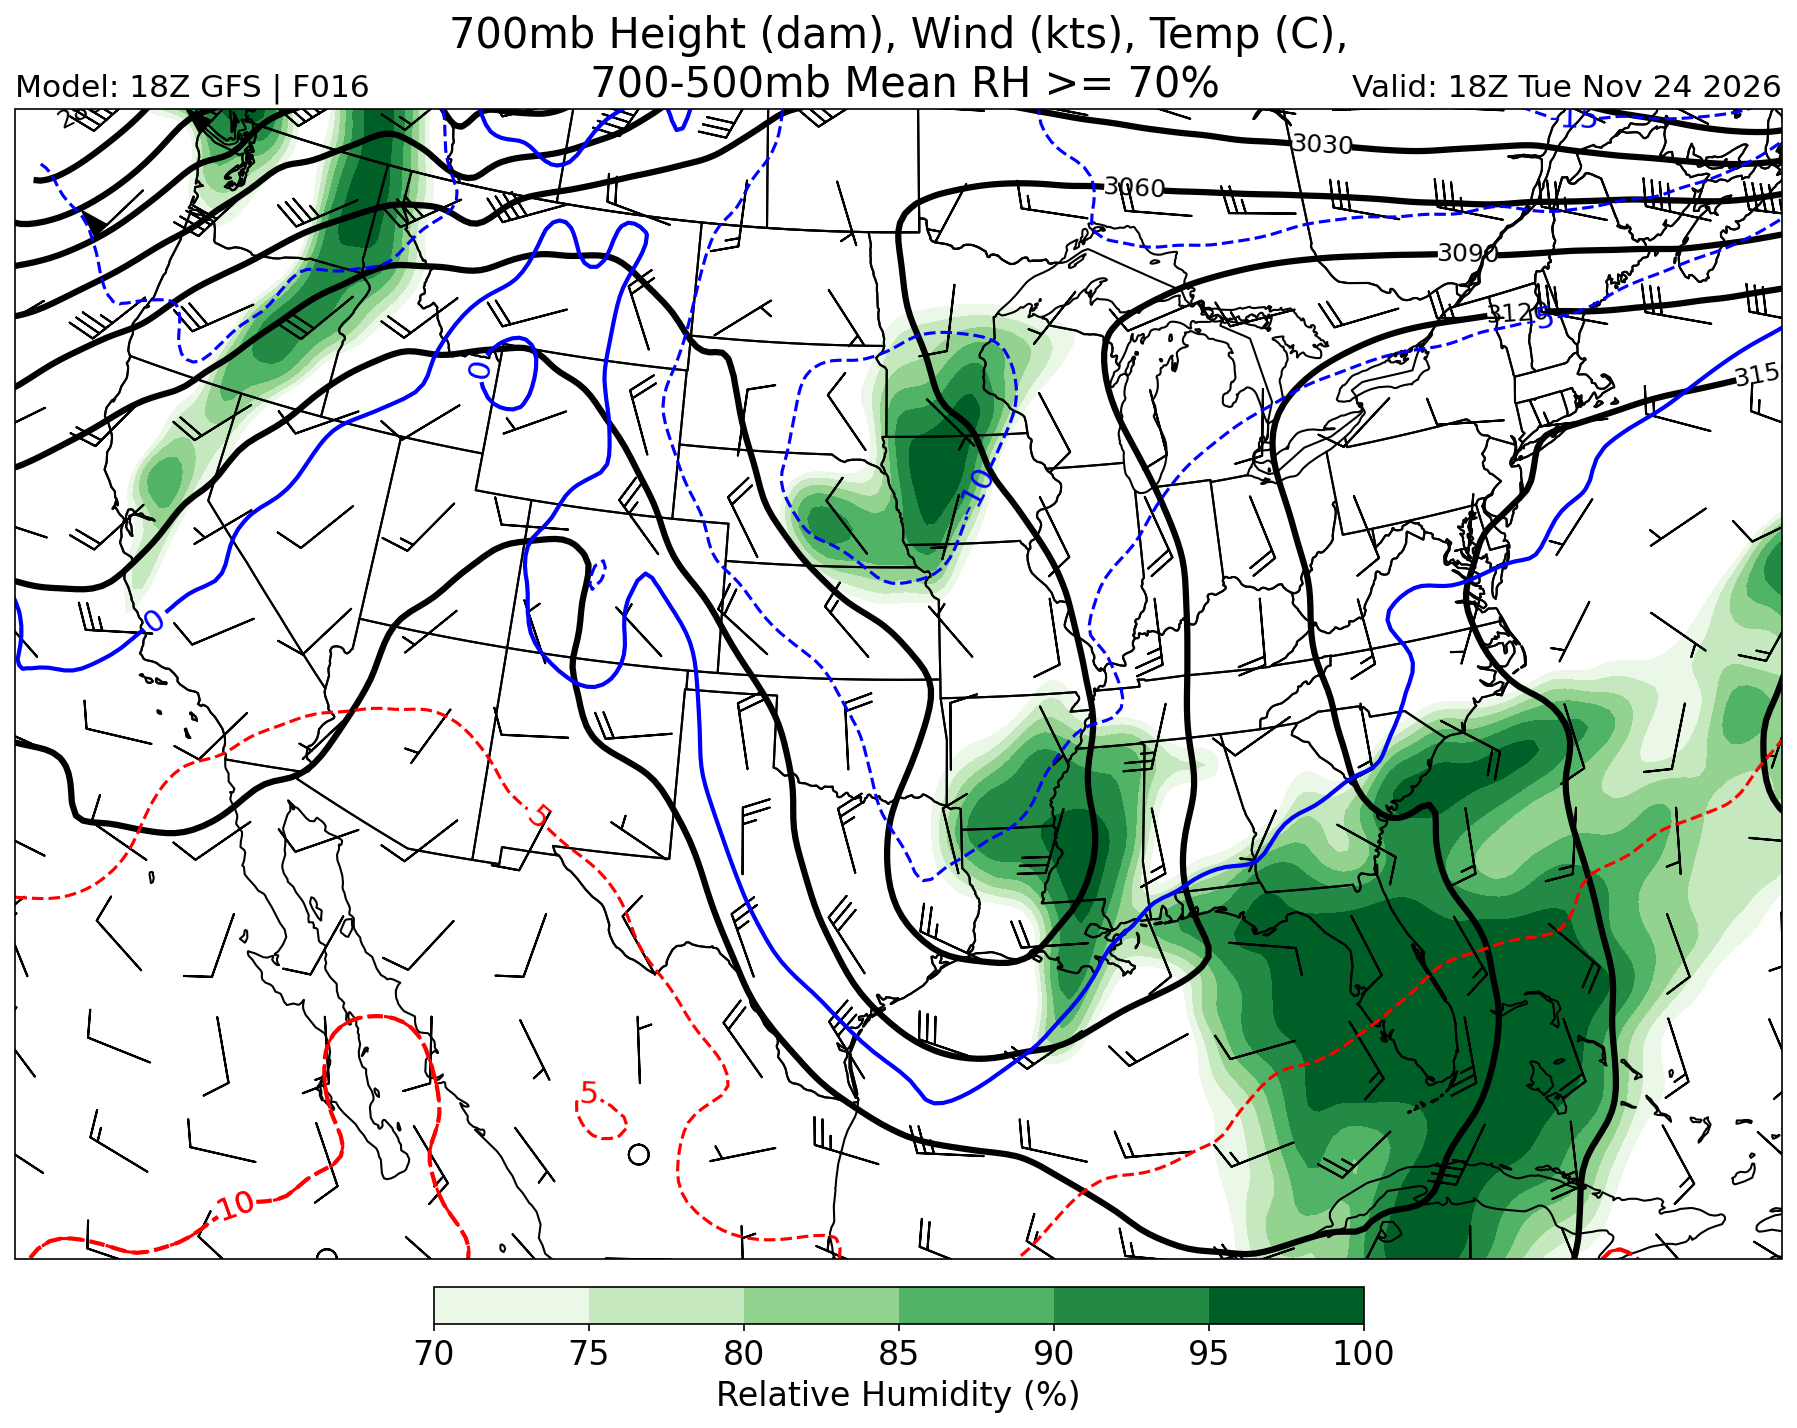 700mb Height (dam), Wind (kts), Temp (C),
700-500mb Mean RH >= 70%
Model: 18Z GFS | F016
Valid: 18Z Tue Nov 24 2026
-15
3030
3060
3090
3120
-5
315
0
-10
0
5
5
10
70 75 80 85 90 95 100
Relative Humidity (%)